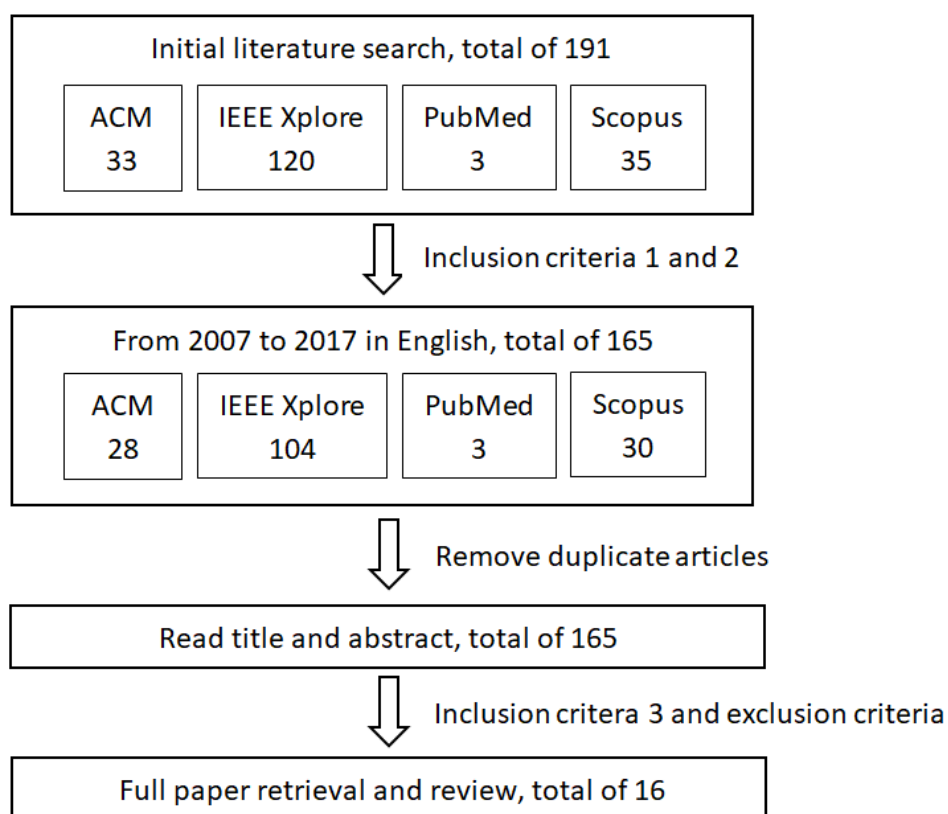 Initial literature search, total of 191
ACM
33
IEEE Xplore
120
PubMed
3
Scopus
35
Inclusion criteria 1 and 2
From 2007 to 2017 in English, total of 165
ACM
28
IEEE Xplore
104
PubMed
3
Scopus
30
Remove duplicate articles
Read title and abstract, total of 165
Inclusion critera 3 and exclusion criteria
Full paper retrieval and review, total of 16